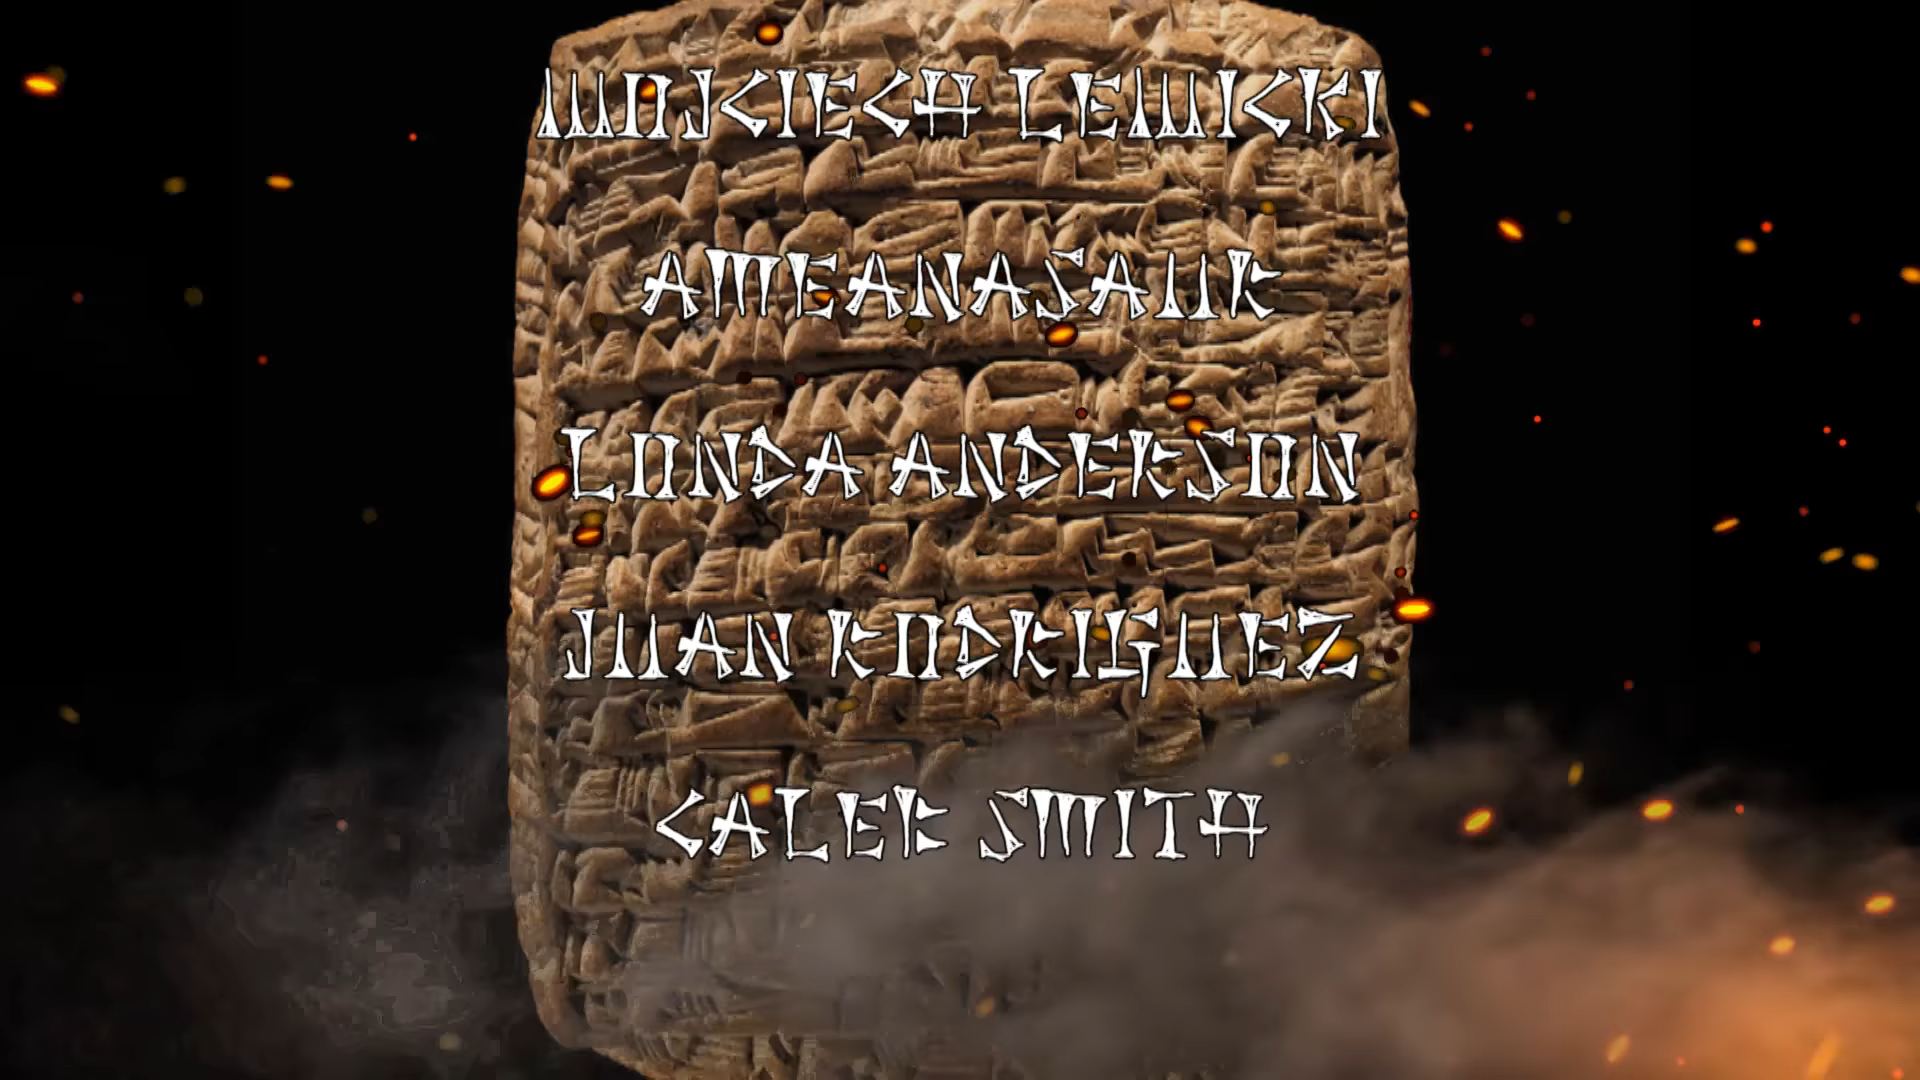 WOJCIECH LEWICKI
AMEANASAUR
LONDA ANDERSON
JUAN RODRIGUEZ
CALEB SMITH